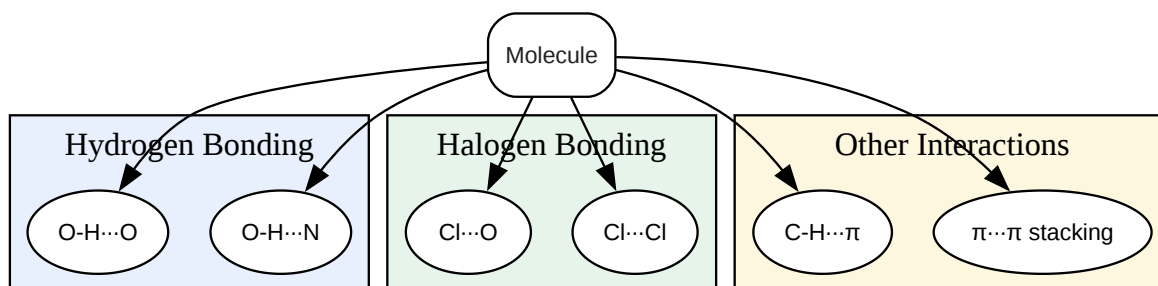 Molecule
Hydrogen Bonding
Halogen Bonding
Other Interactions
O-H···O
O-H···N
Cl···O
Cl···Cl
C-H···π
π···π stacking